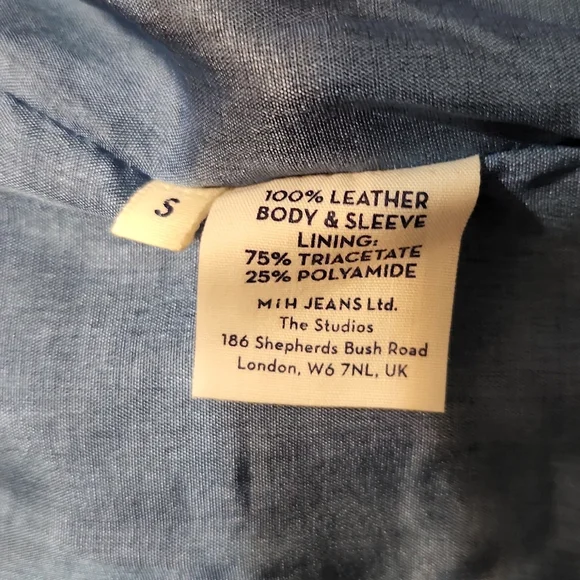 S
100% LEATHER
BODY & SLEEVE
LINING:
75% TRIACETATE
25% POLYAMIDE
MiH JEANS Ltd.
The Studios
186 Shepherds Bush Road
London, W6 7NL, UK